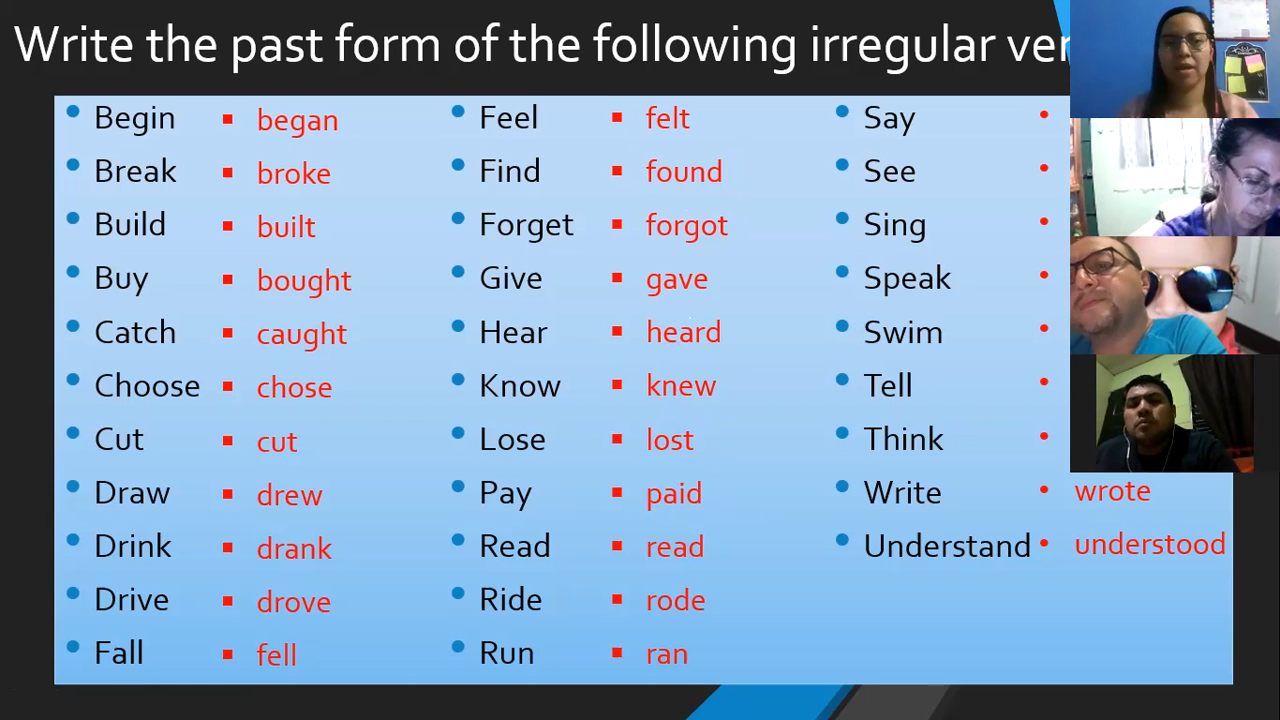 Write the past form of the following irregular
Begin began Feel felt Say
Break broke Find found See
Build built Forget forgot Sing
Buy bought Give gave Speak
Catch caught Hear heard Swim
Choose chose Know knew Tell
Cut cut Lose lost Think
Draw drew Pay paid Write wrote
Drink drank Read read Understand understood
Drive drove Ride rode
Fall fell Run ran